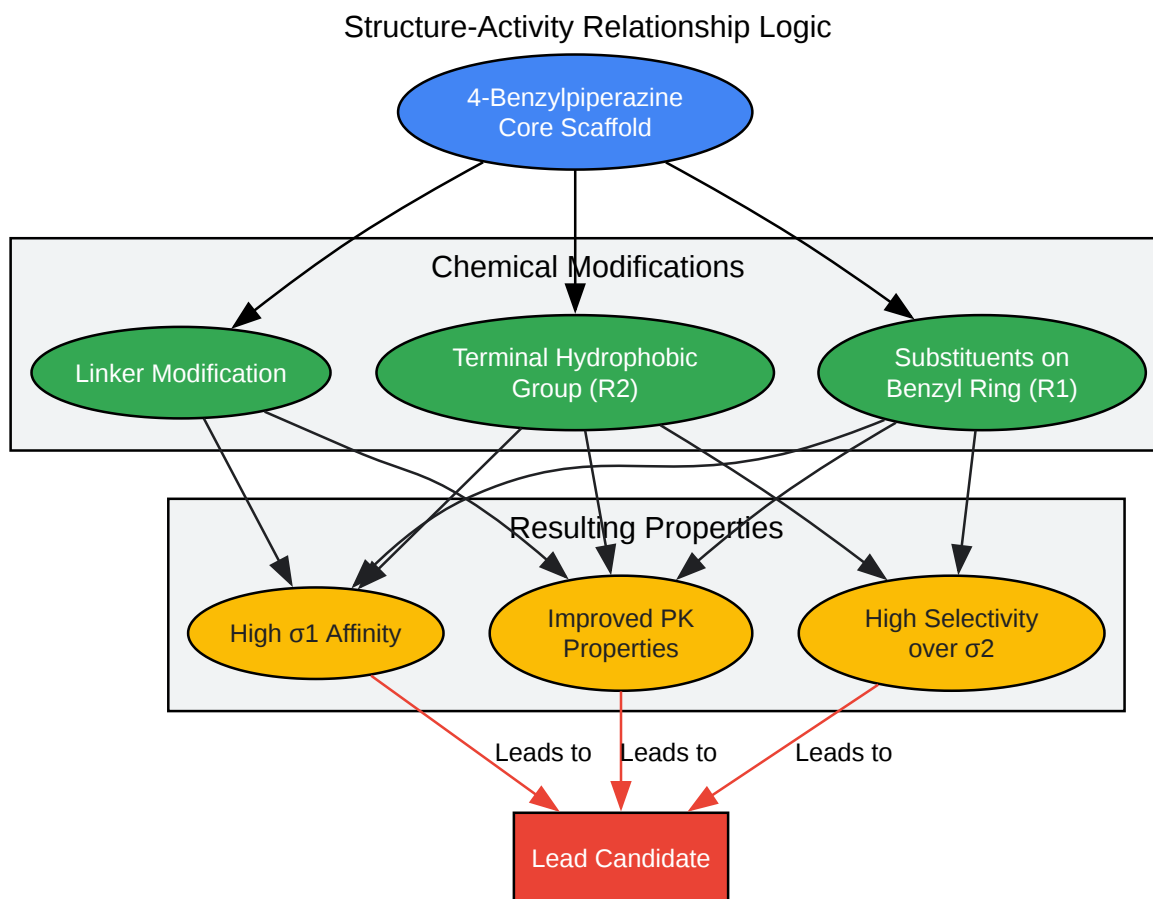 Structure-Activity Relationship Logic
4-Benzylpiperazine
Core Scaffold
Chemical Modifications
Linker Modification
Terminal Hydrophobic
Group (R2)
Substituents on
Benzyl Ring (R1)
Resulting Properties
High σ1 Affinity
Improved PK
Properties
High Selectivity
over σ2
Leads to
Leads to
Leads to
Lead Candidate